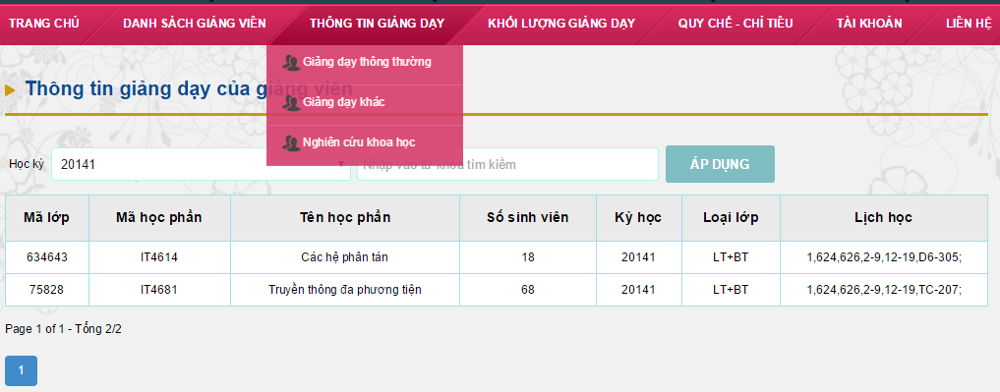 TRANG CHỦ DANH SÁCH GIẢNG VIÊN THÔNG TIN GIẢNG DẠY KHỐI LƯỢNG GIẢNG DẠY QUY CHẾ - CHỈ TIÊU TÀI KHOẢN LIÊN HỆ
Giảng dạy thông thường
Thông tin giảng dạy của giảng viên
Giảng dạy khác
Nghiên cứu khoa học
Học kỳ 20141 Nhập vào từ khóa tìm kiếm ÁP DỤNG
Mã lớp Mã học phần Tên học phần Số sinh viên Kỳ học Loại lớp Lịch học
634643 IT4614 Các hệ phân tán 18 20141 LT+BT 1,624,626,2-9,12-19,D6-305;
75828 IT4681 Truyền thông đa phương tiện 68 20141 LT+BT 1,624,626,2-9,12-19,TC-207;
Page 1 of 1 - Tổng 2/2
1